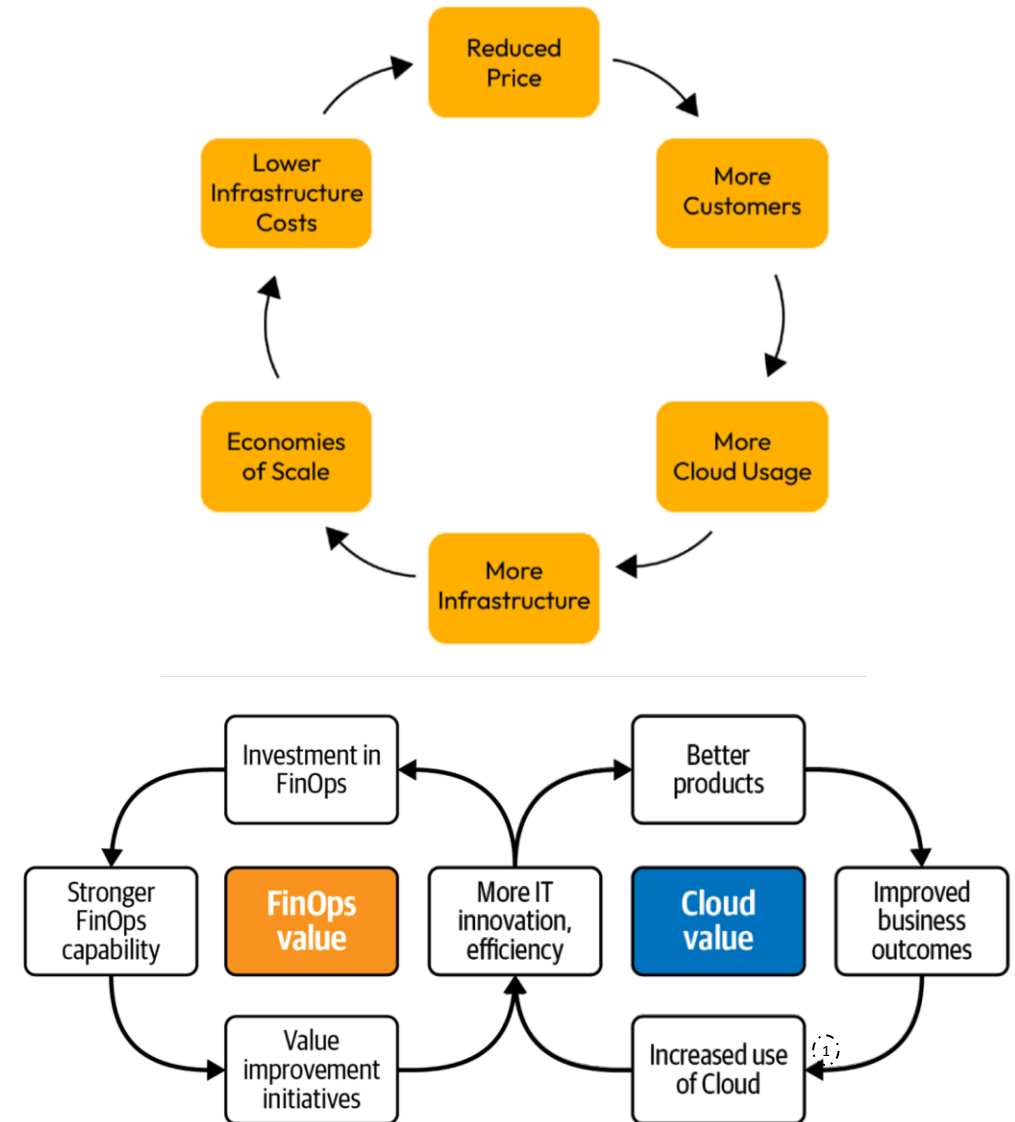 Reduced
Price
Lower
Infrastructure
Costs
More
Customers
Economies
of Scale
More
Cloud Usage
More
Infrastructure
Investment in
FinOps
Better
products
Stronger
FinOps
capability
FinOps
value
More IT
innovation,
efficiency
Cloud
value
Improved
business
outcomes
Value
improvement
initiatives
Increased use
of Cloud
1